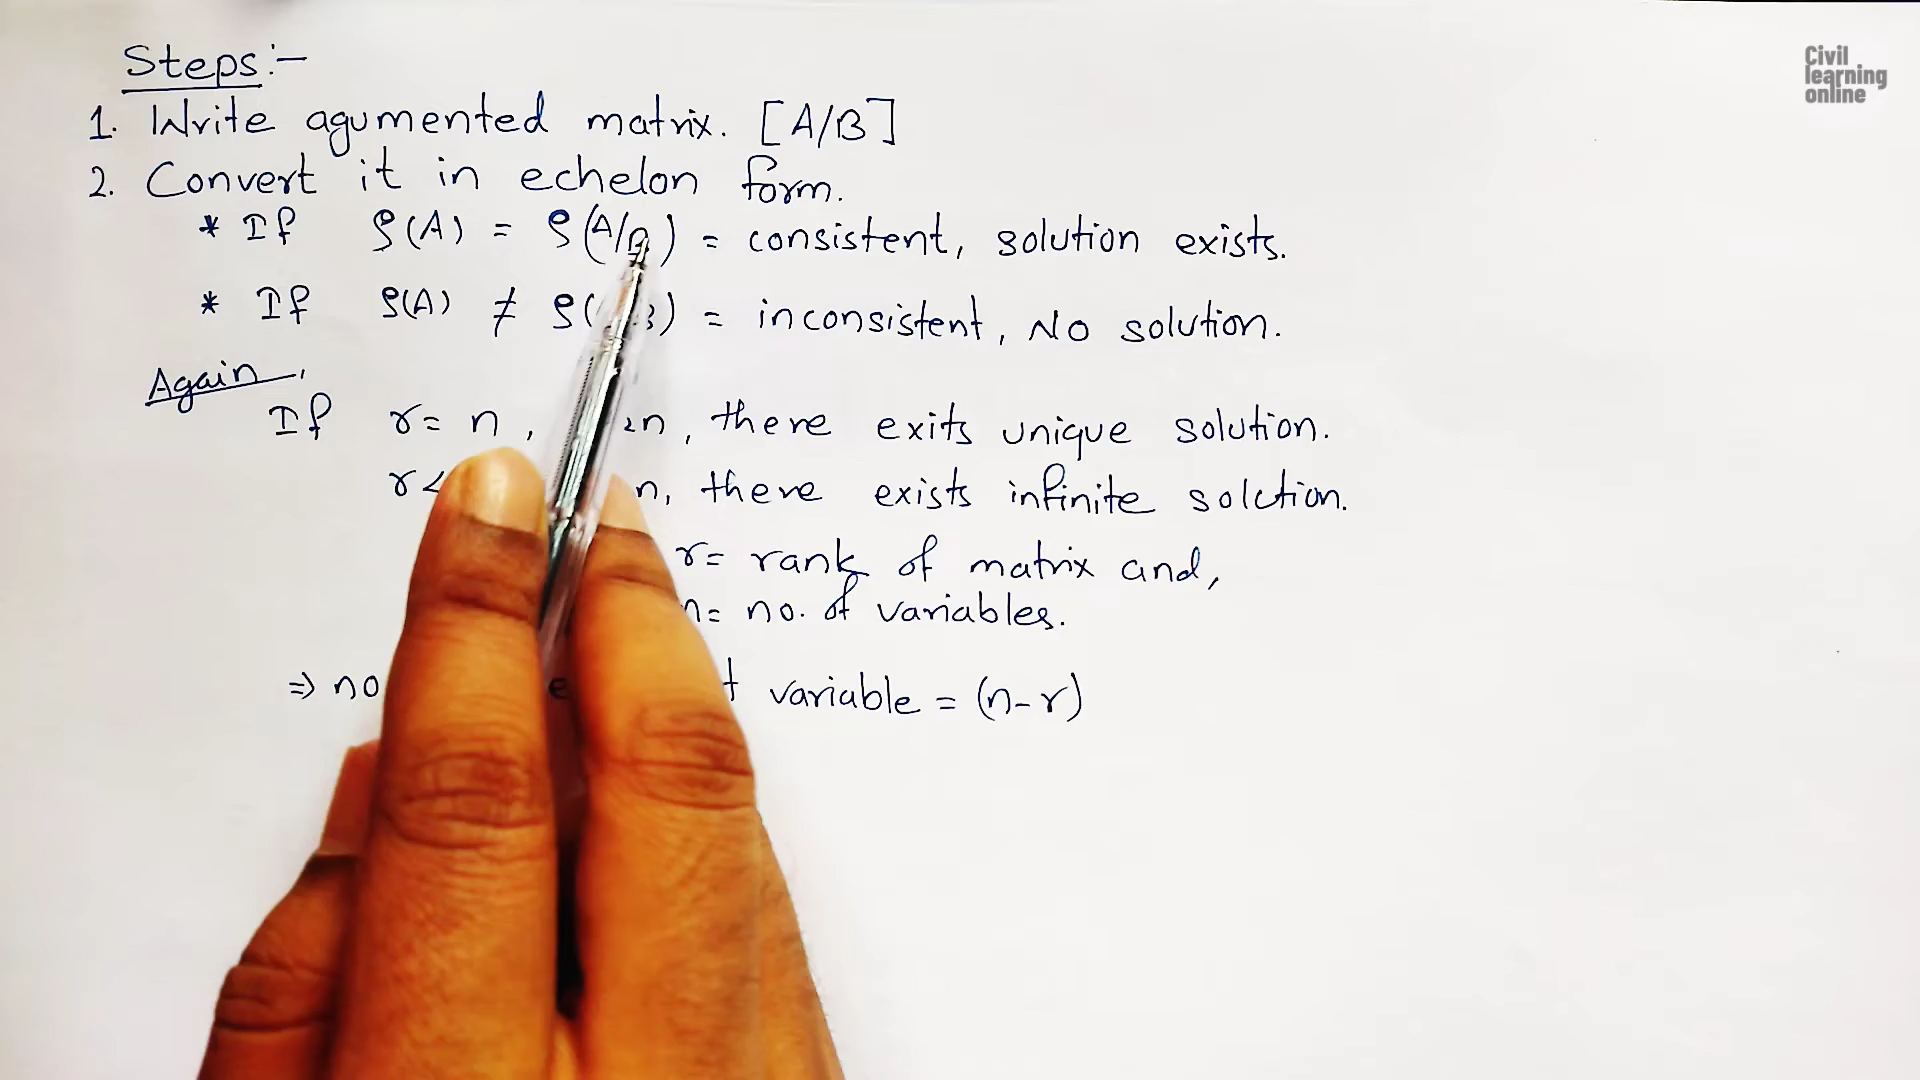 Steps:-
1. Write agumented matrix. [A/B]
2. Convert it in echelon form.
* If ρ(A) = ρ(A/B) = consistent, solution exists.
* If ρ(A) ≠ ρ( B) = inconsistent, No solution.
Again,
If r = n, there exits unique solution.
r < there exists infinite solction.
r = rank of matrix and,
n = no. of variables.
⇒ no variable = (n-r)
Civil
learning
online